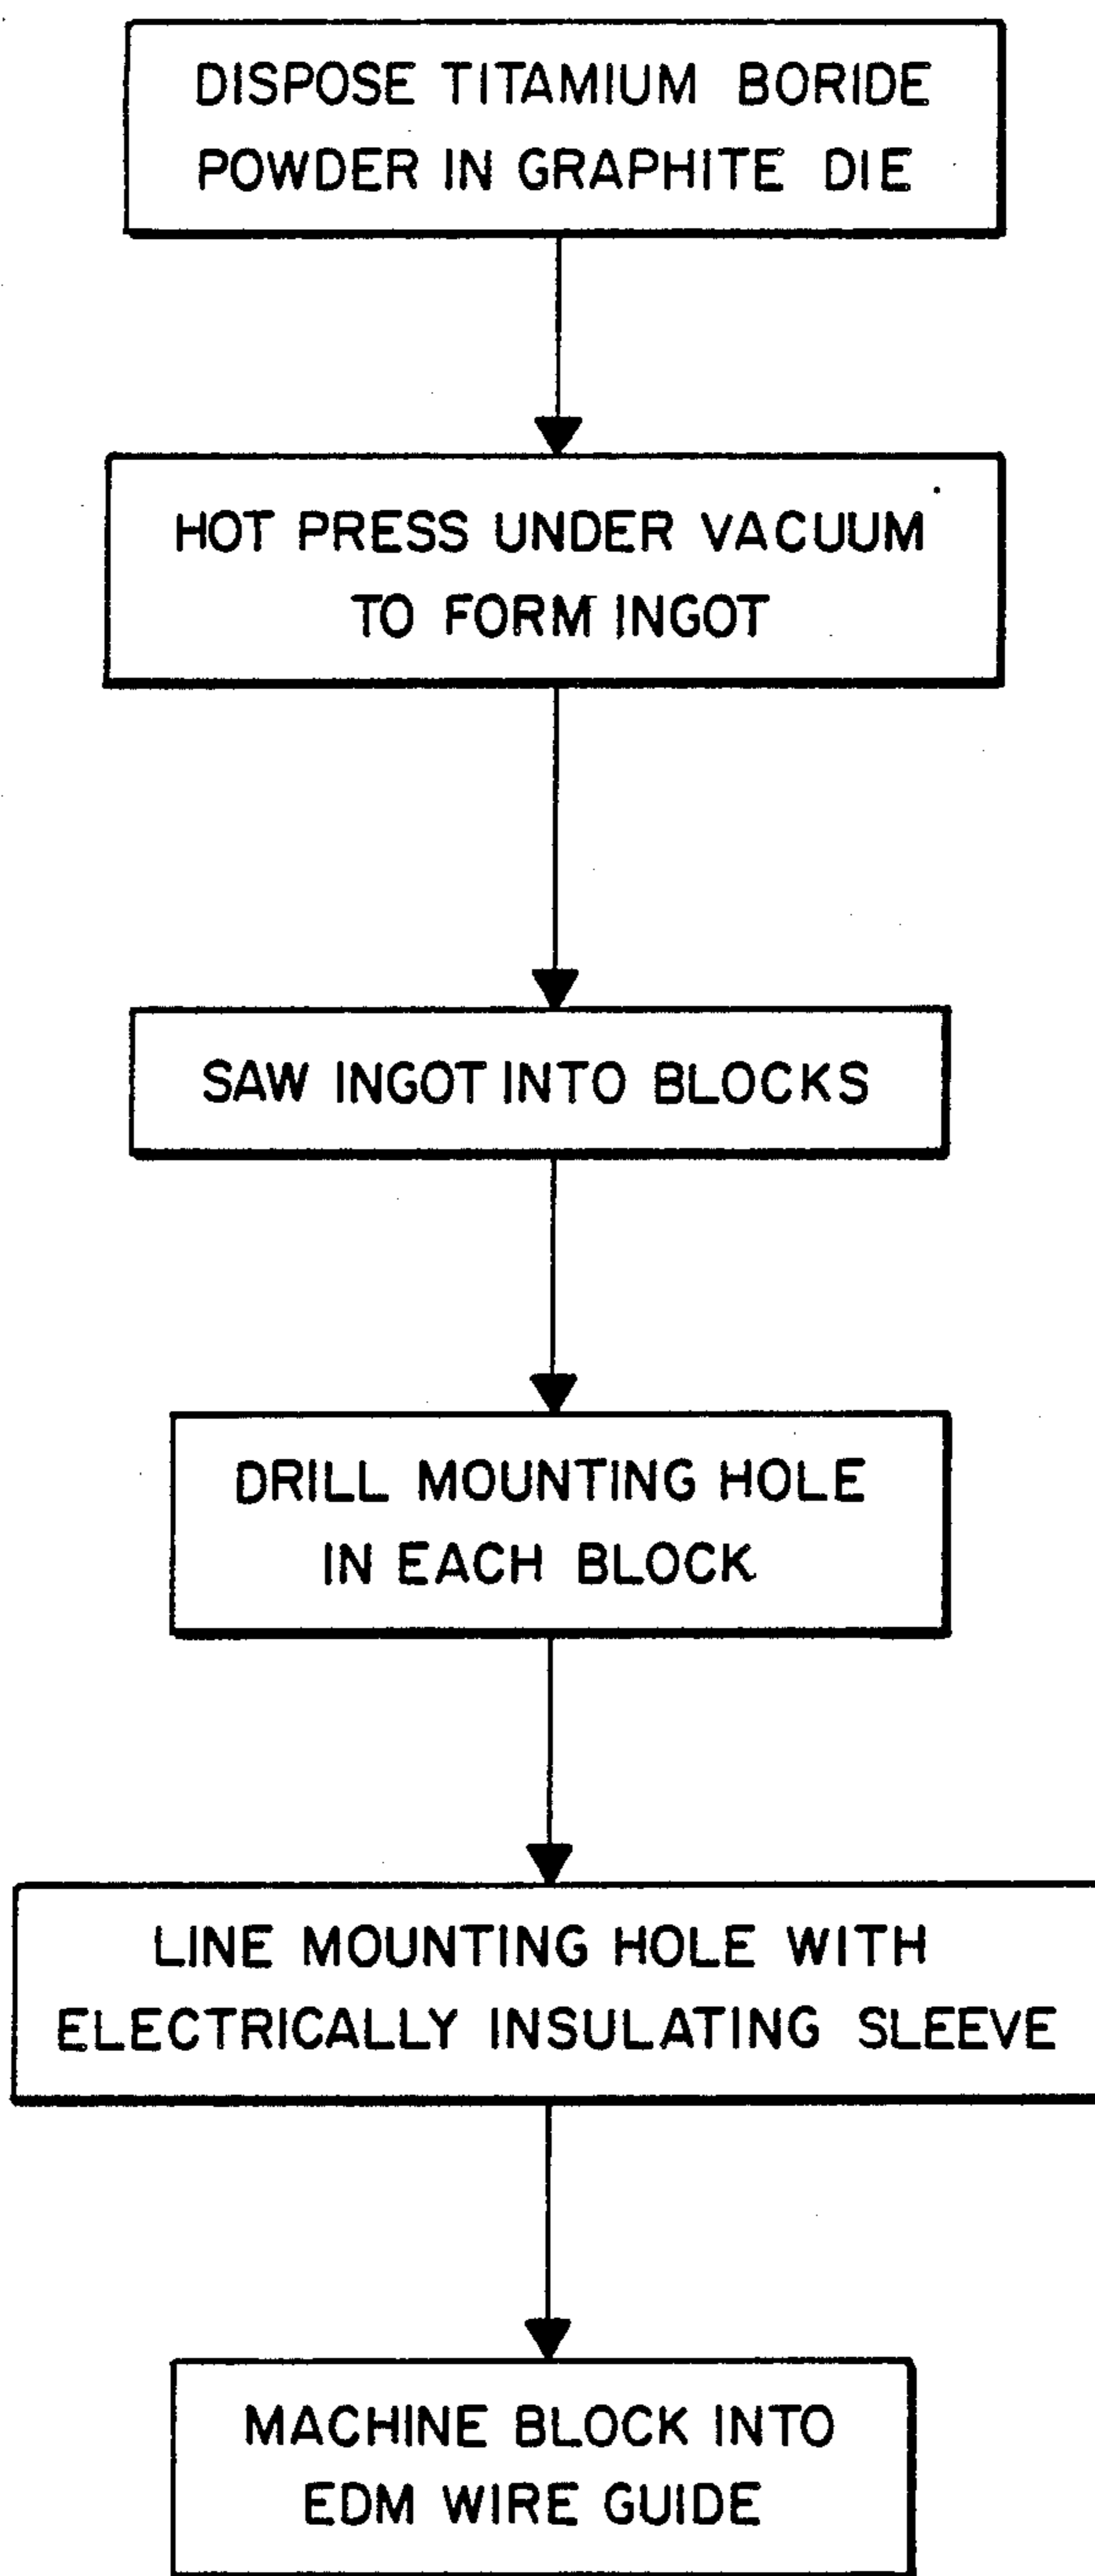 DISPOSE TITAMIUM BORIDE
POWDER IN GRAPHITE DIE
HOT PRESS UNDER VACUUM
TO FORM INGOT
SAW INGOT INTO BLOCKS
DRILL MOUNTING HOLE
IN EACH BLOCK
LINE MOUNTING HOLE WITH
ELECTRICALLY INSULATING SLEEVE
MACHINE BLOCK INTO
EDM WIRE GUIDE